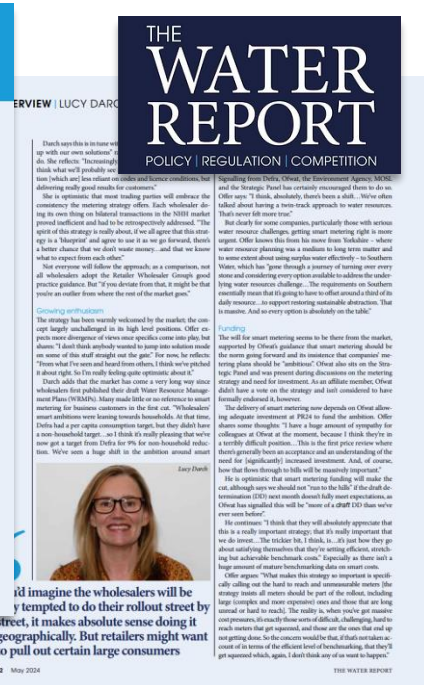 THE
WATER
REPORT
POLICY | REGULATION | COMPETITION
ERVIEW | LUCY DARC
Darch says this is in tune wi
up with our own solutions"
do. She reflects: "Increasingly,
think what we'll probably see
tion [which are] less reliant on codes and licence conditions, but
delivering really good results for customers."
She is optimistic that most trading parties will embrace the
consistency the metering strategy offers. Each wholesaler do-
ing its own thing on bilateral transactions in the NHH market
proved inefficient and had to be retrospectively addressed. "The
spirit of this strategy is really about, if we all agree that this strat-
egy is a 'blueprint' and agree to use it as we go forward, there's
a better chance that we don't waste money…and that we know
what to expect from each other."
Not everyone will follow the approach; as a comparison, not
all wholesalers adopt the Retailer Wholesaler Group's good
practice guidance. But "if you deviate from that, it might be that
you're an outlier from where the rest of the market goes."
Growing enthusiasm
The strategy has been warmly welcomed by the market; the con-
cept largely unchallenged in its high level positions. Offer ex-
pects more divergence of views once specifics come into play, but
shares: "I don't think anybody wanted to jump into solution mode
on some of this stuff straight out the gate." For now, he reflects:
"From what I've seen and heard from others, I think we've pitched
it about right. So I'm really feeling quite optimistic about it."
Darch adds that the market has come a very long way since
wholesalers first published their draft Water Resource Manage-
ment Plans (WRMPs). Many made little or no reference to smart
metering for business customers in the first cut. "Wholesalers'
smart ambitions were leaning towards households. At that time,
Defra had a per capita consumption target, but they didn't have
a non-household target…so I think it's really pleasing that we've
now got a target from Defra for 9% for non-household reduc-
tion. We've seen a huge shift in the ambition around smart
Lucy Darch
u'd imagine the wholesalers will be
y tempted to do their rollout street by
street, it makes absolute sense doing it
geographically. But retailers might want
o pull out certain large consumers
2 May 2024
Signalling from Defra, Ofwat, the Environment Agency, MOSL
and the Strategic Panel has certainly encouraged them to do so.
Offer says: "I think, absolutely, there's been a shift…We've often
talked about having a twin-track approach to water resources.
That's never felt more true."
But clearly for some companies, particularly those with serious
water resource challenges, getting smart metering right is more
urgent. Offer knows this from his move from Yorkshire – where
water resource planning was a medium to long term matter and
to some extent about using surplus water effectively – to Southern
Water, which has "gone through a journey of turning over every
stone and considering every option available to address the under-
lying water resources challenge…The requirements on Southern
essentially mean that it's going to have to offset around a third of its
daily resource…to support restoring sustainable abstraction. That
is massive. And so every option is absolutely on the table."
Funding
The will for smart metering seems to be there from the market,
supported by Ofwat's guidance that smart metering should be
the norm going forward and its insistence that companies' me-
tering plans should be "ambitious". Ofwat also sits on the Stra-
tegic Panel and was present during discussions on the metering
strategy and need for investment. As an affiliate member, Ofwat
didn't have a vote on the strategy and isn't considered to have
formally endorsed it, however.
The delivery of smart metering now depends on Ofwat allow-
ing adequate investment at PR24 to fund the ambition. Offer
shares some thoughts: "I have a huge amount of sympathy for
colleagues at Ofwat at the moment, because I think they're in
a terribly difficult position…This is the first price review where
there's generally been an acceptance and an understanding of the
need for [significantly] increased investment. And, of course,
how that flows through to bills will be massively important."
He is optimistic that smart metering funding will make the
cut, although says we should not "run to the hills" if the draft de-
termination (DD) next month doesn't fully meet expectations, as
Ofwat has signalled this will be "more of a draft DD than we've
ever seen before".
He continues: "I think that they will absolutely appreciate that
this is a really important strategy; that it's really important that
we do invest…The trickier bit, I think, is…it's just how they go
about satisfying themselves that they're setting efficient, stretch-
ing but achievable benchmark costs." Especially as there isn't a
huge amount of mature benchmarking data on smart costs.
Offer argues: "What makes this strategy so important is specifi-
cally calling out the hard to reach and unmeasurable meters [the
strategy insists all meters should be part of the rollout, including
large (complex and more expensive) ones and those that are long
unread or hard to reach]. The reality is, when you've got massive
cost pressures, it's exactly those sorts of difficult, challenging, hard to
reach meters that get squeezed, and those are the ones that end up
not getting done. So the concern would be that, if that's not taken ac-
count of in terms of the efficient level of benchmarking, that they'll
get squeezed which, again, I don't think any of us want to happen."
THE WATER REPORT